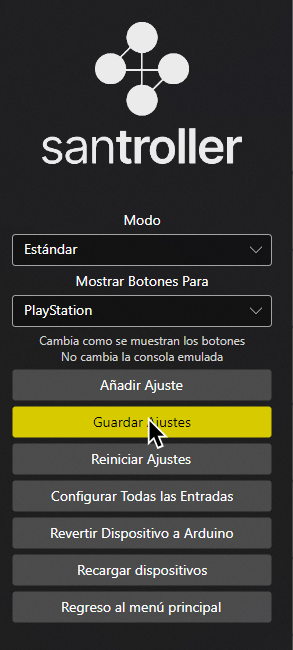 santroller
Modo
Estándar
Mostrar Botones Para
PlayStation
Cambia como se muestran los botones
No cambia la consola emulada
Añadir Ajuste
Guardar Ajustes
Reiniciar Ajustes
Configurar Todas las Entradas
Revertir Dispositivo a Arduino
Recargar dispositivos
Regreso al menú principal